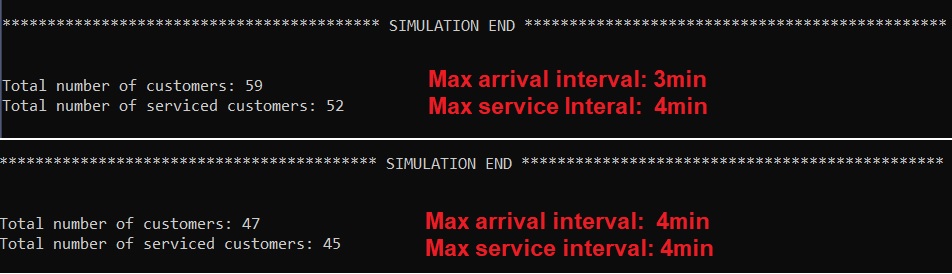 ****************************************** SIMULATION END ***********************************************
Total number of customers: 59
Max arrival interval: 3min
Total number of serviced customers: 52
Max service Interal: 4min
****************************************** SIMULATION END ***********************************************
Total number of customers: 47
Max arrival interval: 4min
Total number of serviced customers: 45
Max service interval: 4min